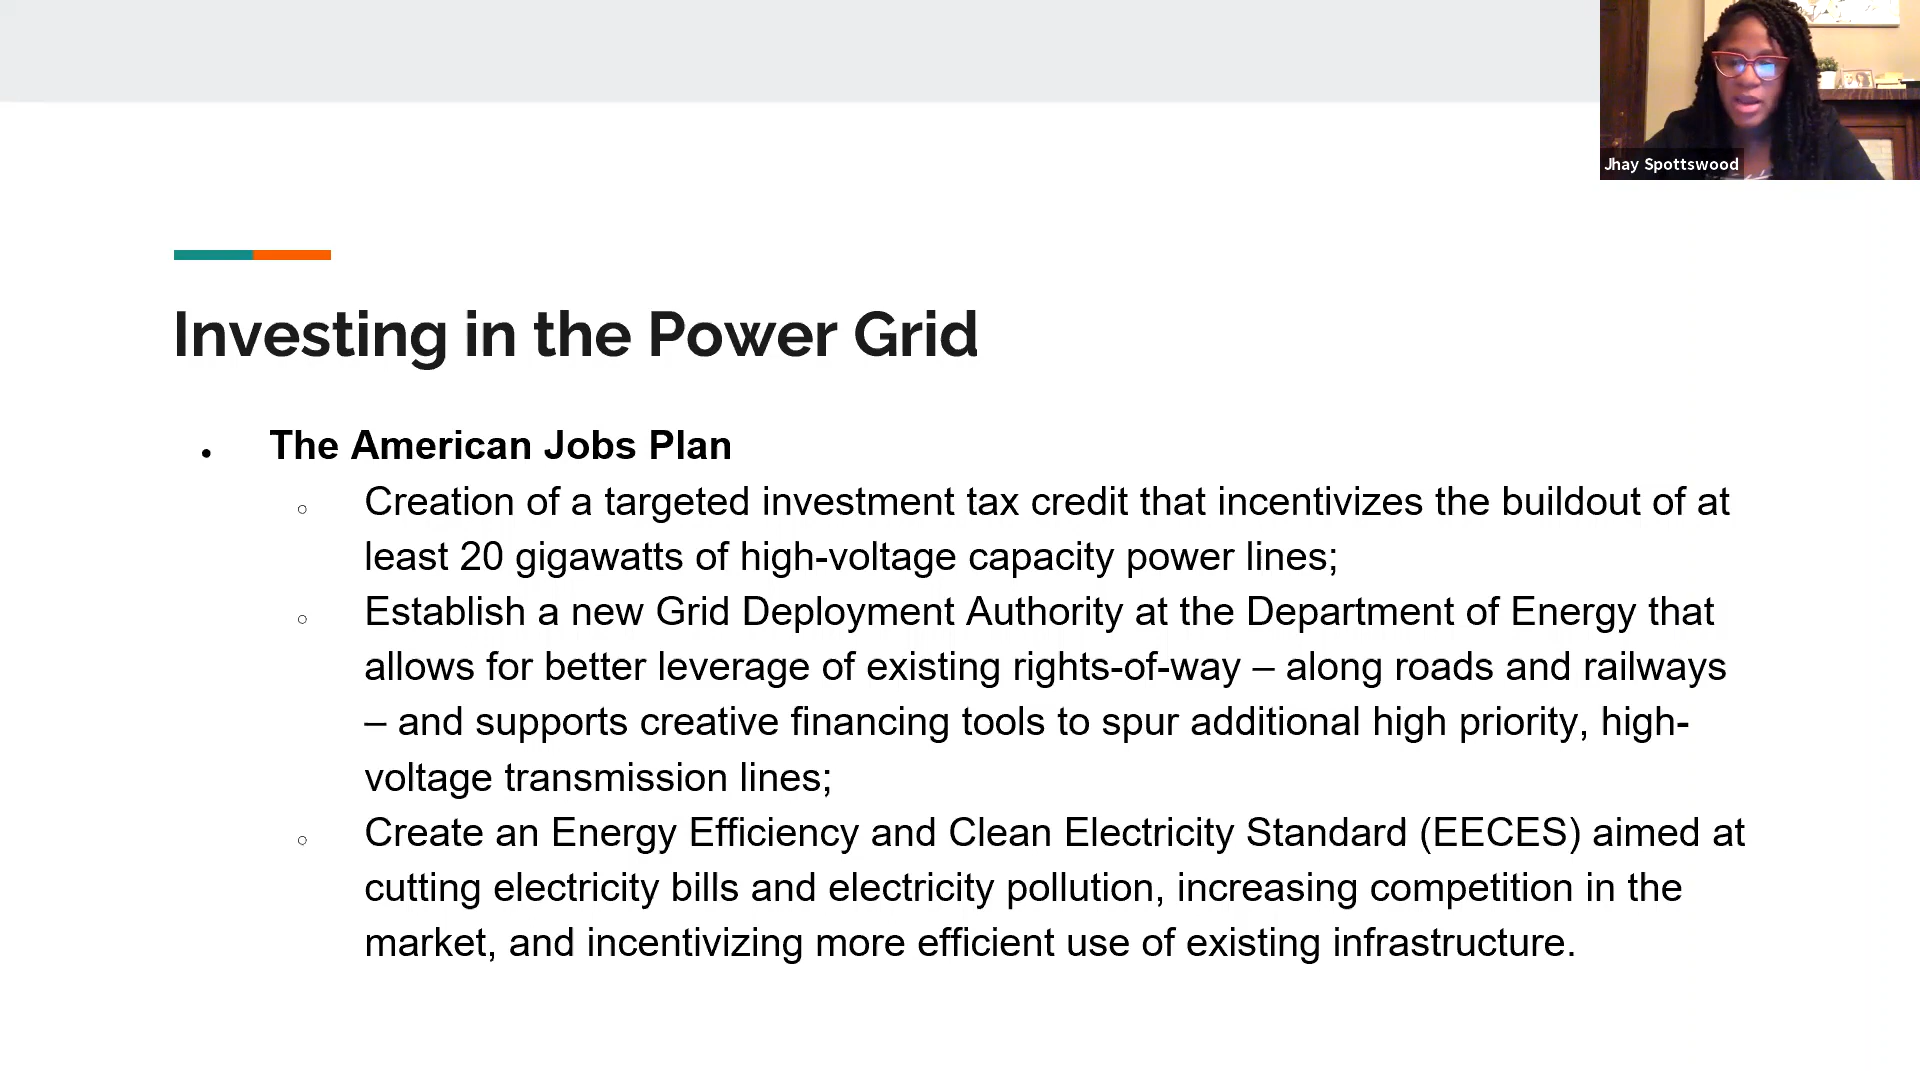 Jhay Spottswood
Investing in the Power Grid
• The American Jobs Plan
○ Creation of a targeted investment tax credit that incentivizes the buildout of at
least 20 gigawatts of high-voltage capacity power lines;
○ Establish a new Grid Deployment Authority at the Department of Energy that
allows for better leverage of existing rights-of-way – along roads and railways
– and supports creative financing tools to spur additional high priority, high-
voltage transmission lines;
○ Create an Energy Efficiency and Clean Electricity Standard (EECES) aimed at
cutting electricity bills and electricity pollution, increasing competition in the
market, and incentivizing more efficient use of existing infrastructure.